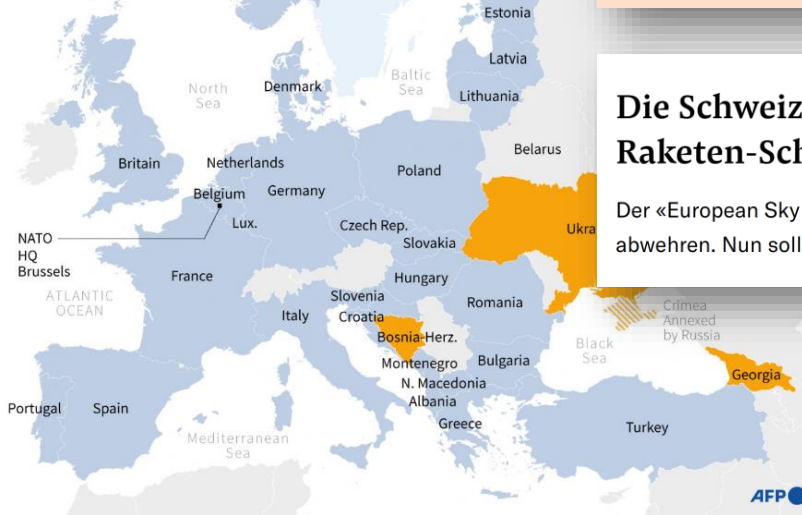 Estonia
Latvia
Lithuania
North
Sea
Denmark
Baltic
Sea
Belarus
Britain
Netherlands
Belgium
Germany
Poland
Lux.
NATO
HQ
Brussels
Czech Rep.
Slovakia
Ukra
ATLANTIC
OCEAN
France
Hungary
Slovenia
Croatia
Italy
Romania
Bosnia-Herz.
Montenegro
N. Macedonia
Albania
Bulgaria
Greece
Black
Sea
Crimea
Annexed
by Russia
Georgia
Portugal
Spain
Mediterranean
Sea
Turkey
AFP
Die Schweiz
Raketen-Sch
Der «European Sky
abwehren. Nun soll